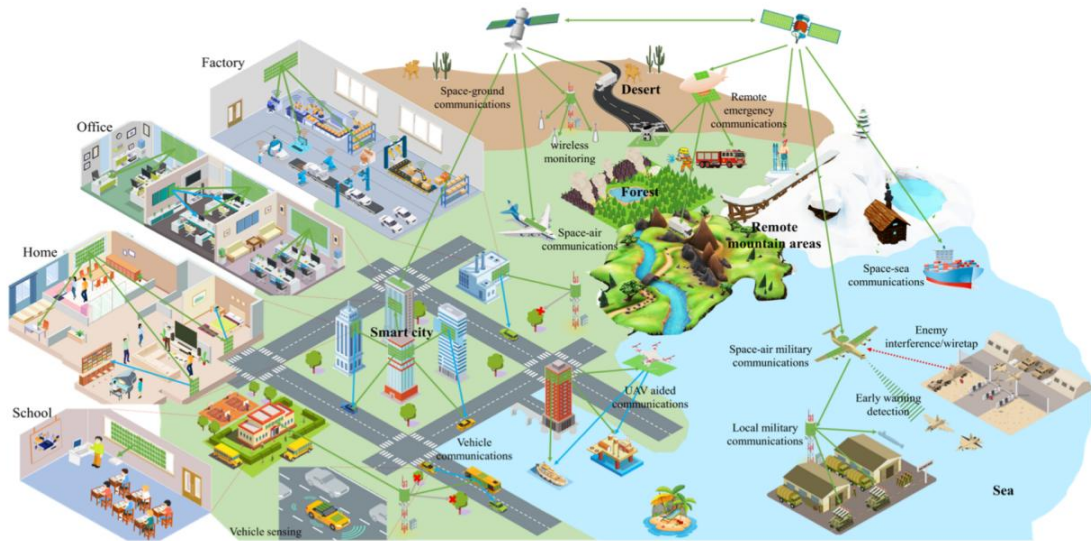 Factory
Space-ground
communications
Desert
Remote
emergency
communications
Office
wireless
monitoring
Forest
Space-air
communications
Remote
mountain areas
Home
Space-sea
communications
Smart city
Space-air military
communications
Enemy
interference/wiretap
UAV aided
communications
Early warning
detection
School
Local military
communications
Vehicle
communications
Sea
Vehicle sensing